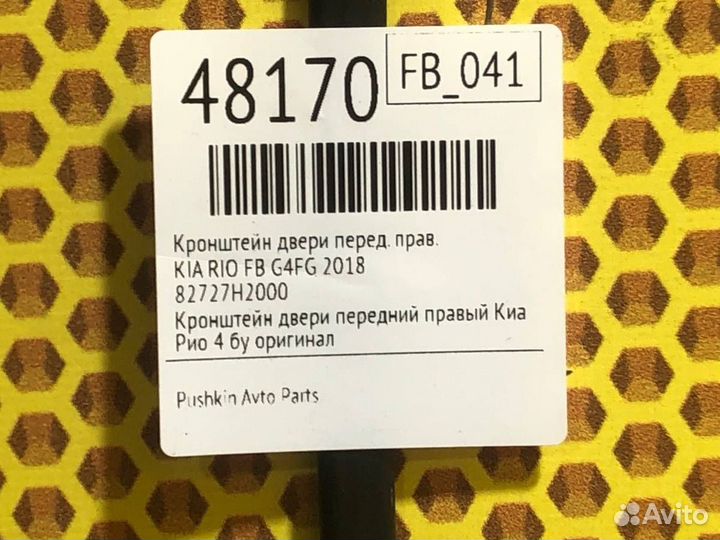 48170
FB_041
Кронштейн двери перед. прав.
KIA RIO FB G4FG 2018
82727H2000
Кронштейн двери передний правый Киа
Рио 4 бу оригинал
Pushkin Avto Parts
Avito